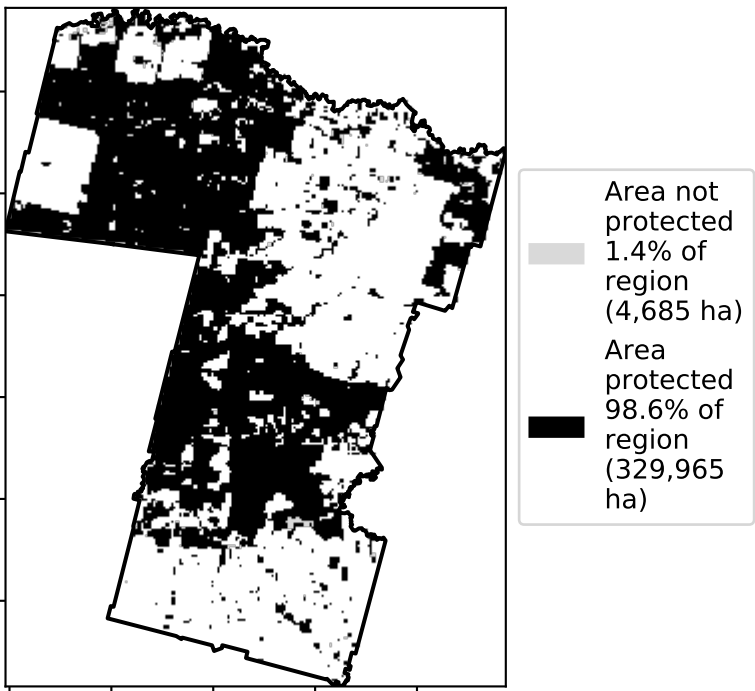 Area not
protected
1.4% of
region
(4,685 ha)
Area
protected
98.6% of
region
(329,965
ha)